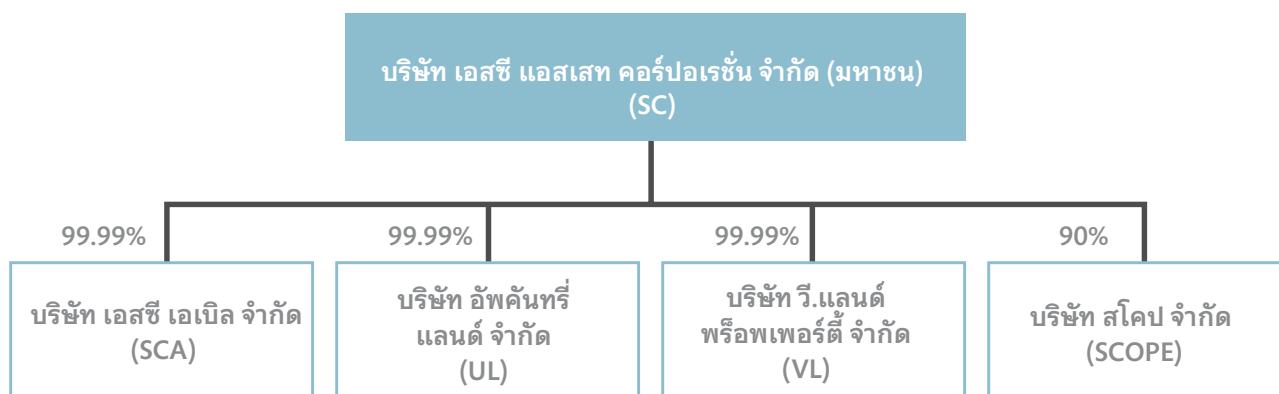 บริษัท เอสซี แอสเสท คอร์ปอเรชั่น จำกัด (มหาชน)
(SC)
99.99%
99.99%
99.99%
90%
บริษัท เอสซี เอเบิล จำกัด
(SCA)
บริษัท อัพคันทรี่
แลนด์ จำกัด
(UL)
บริษัท วี.แลนด์
พร็อพเพอร์ตี้ จำกัด
(VL)
บริษัท สโคป จำกัด
(SCOPE)